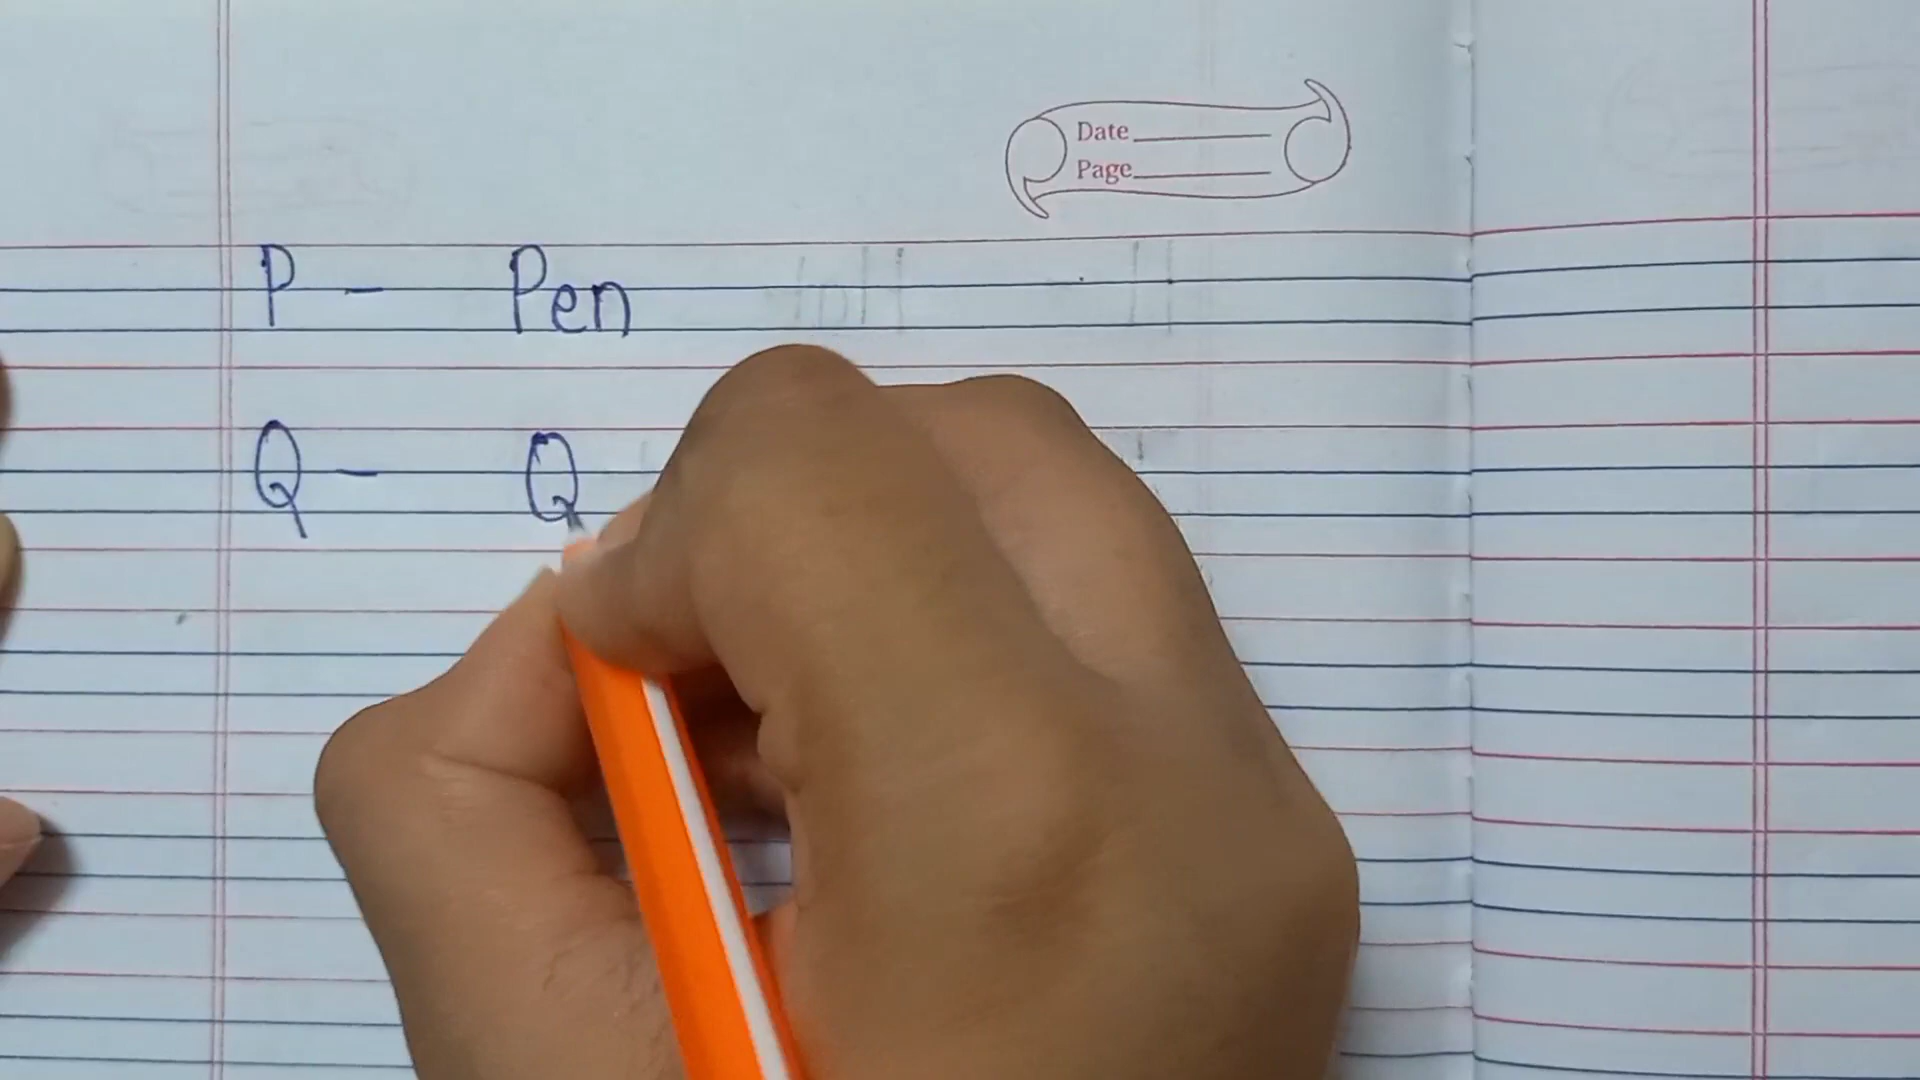 Date
Page
P - Pen
Q - Q